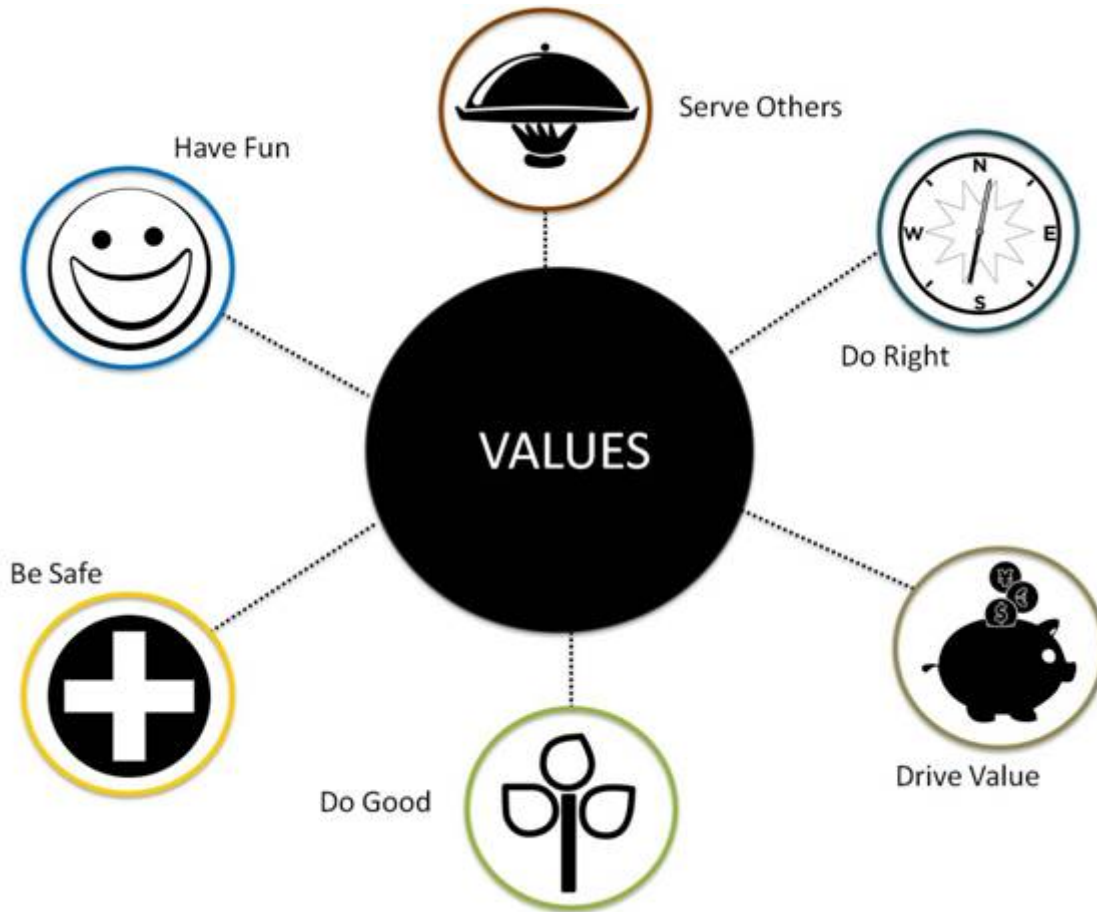 Serve Others
Have Fun
N
W
E
S
Do Right
VALUES
Be Safe
¥
€
$
Drive Value
Do Good